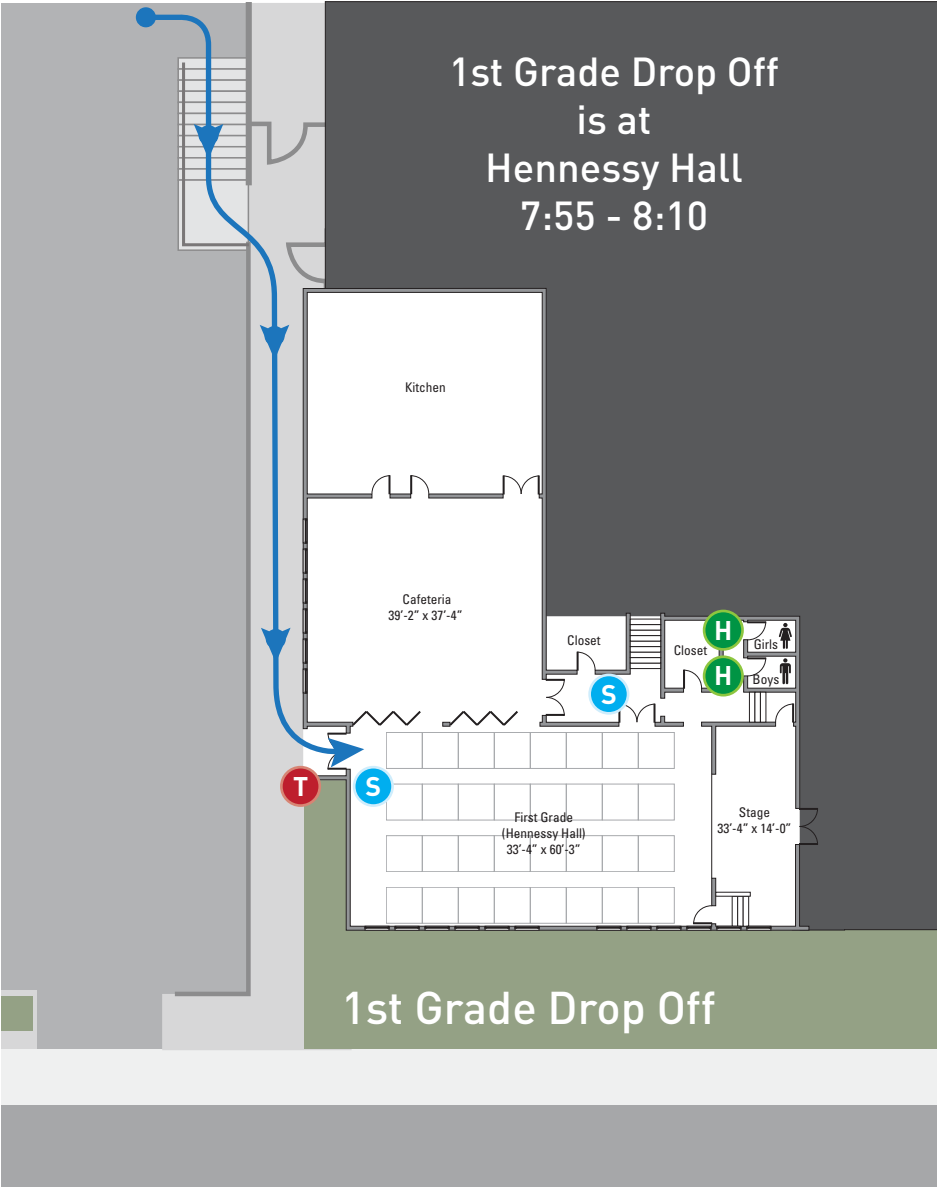 1st Grade Drop Off
is at
Hennessy Hall
7:55 - 8:10
Kitchen
Cafeteria
39'-2" x 37'-4"
Closet
Closet
H
Girls
H
Boys
S
T
S
First Grade
(Hennessy Hall)
33'-4" x 60'-3"
Stage
33'-4" x 14'-0"
1st Grade Drop Off